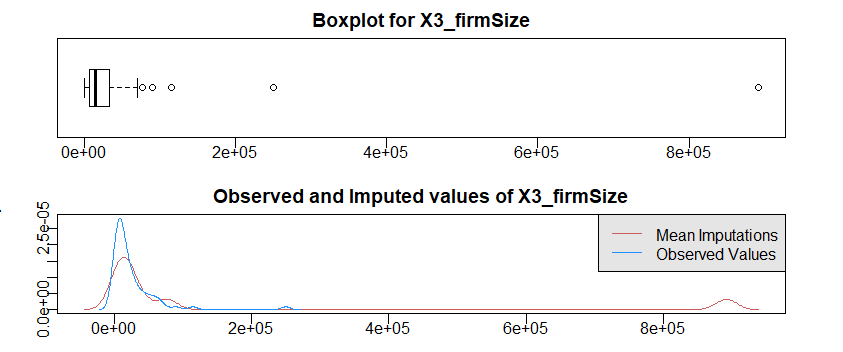 Boxplot for X3_firmSize
0e+00 2e+05 4e+05 6e+05 8e+05
Observed and Imputed values of X3_firmSize
0.0e+00 2.5e-05
Mean Imputations
Observed Values
0e+00 2e+05 4e+05 6e+05 8e+05